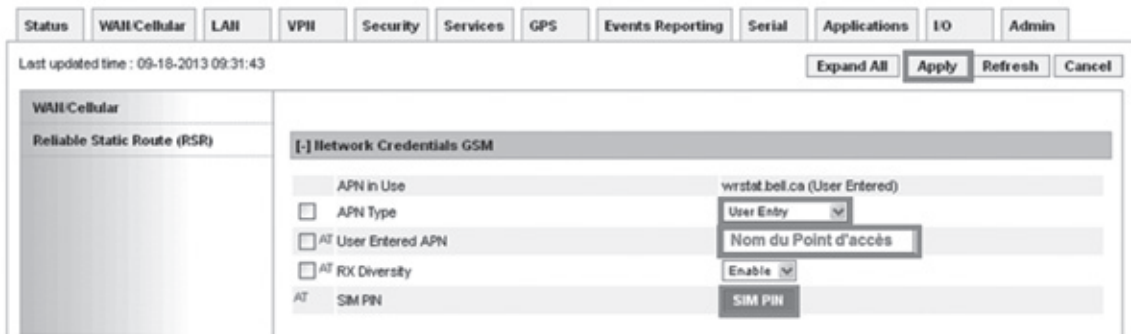 Status WAN/Cellular LAN VPN Security Services GPS Events Reporting Serial Applications I/O Admin
Last updated time : 09-18-2013 09:31:43 Expand All Apply Refresh Cancel
WAN/Cellular
Reliable Static Route (RSR)
[-] Network Credentials GSM
APN in Use wrstat.bell.ca (User Entered)
APN Type User Entry
AT User Entered APN Nom du Point d'accès
AT RX Diversity Enable
AT SIM PIN SIM PIN